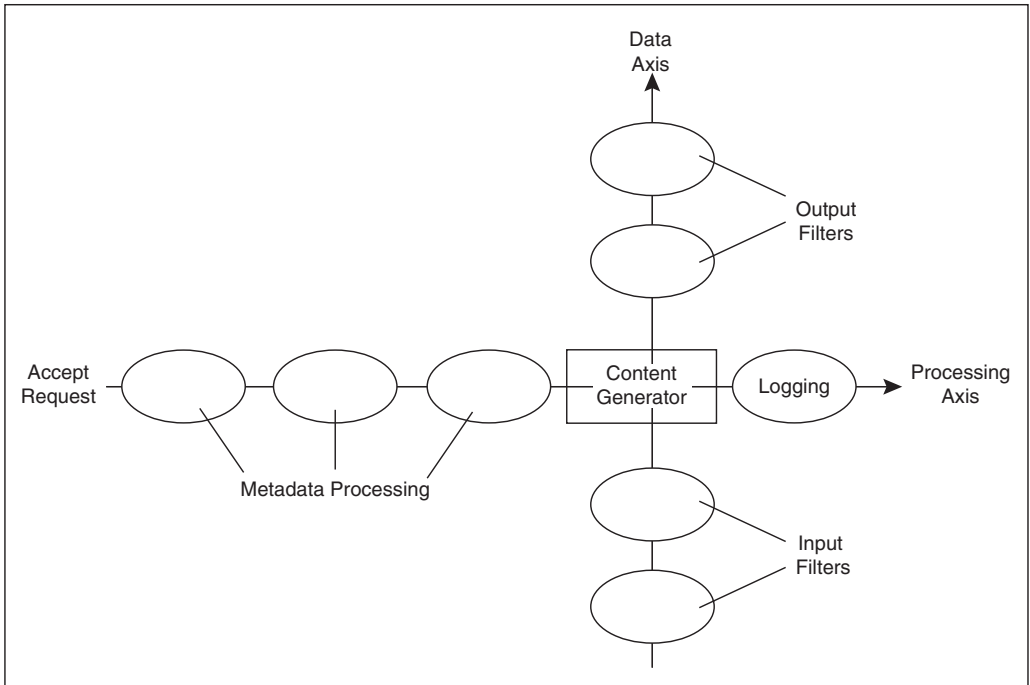 Data
Axis
Output
Filters
Accept
Request
Content
Generator
Logging
Processing
Axis
Metadata Processing
Input
Filters